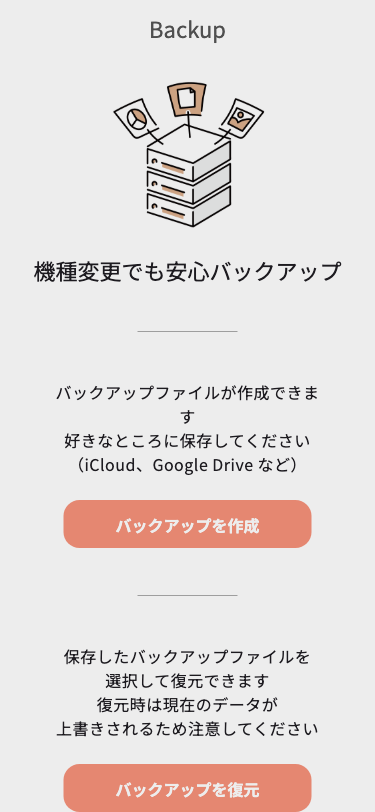 Backup
機種変更でも安心バックアップ
バックアップファイルが作成できま
す
好きなところに保存してください
（iCloud、Google Drive など）
バックアップを作成
保存したバックアップファイルを
選択して復元できます
復元時は現在のデータが
上書きされるため注意してください
バックアップを復元